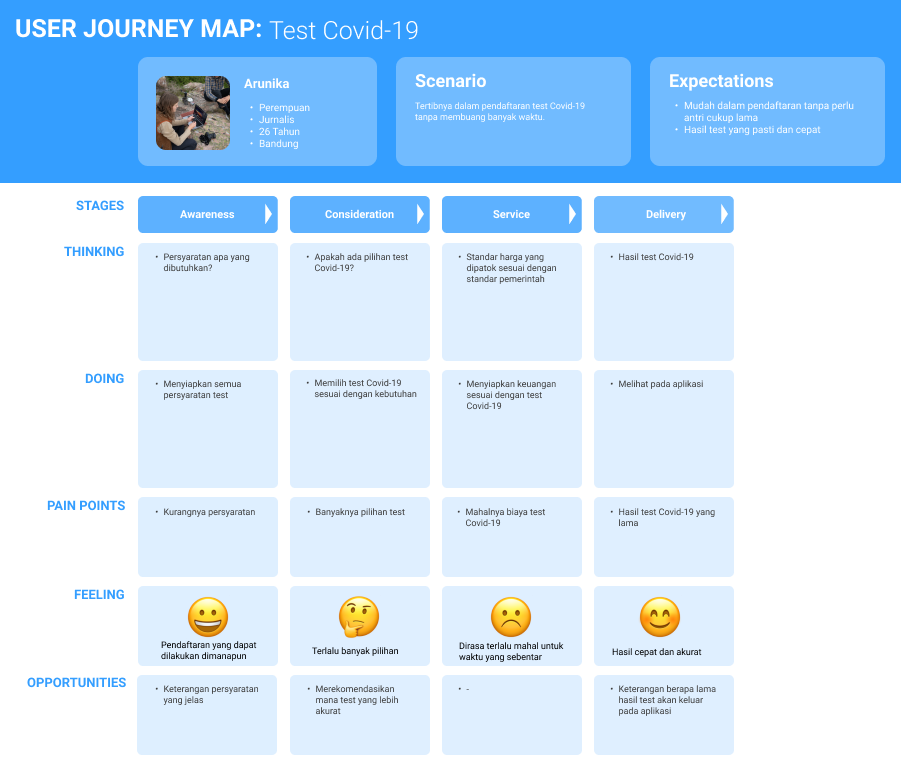 USER JOURNEY MAP: Test Covid-19
Arunika
• Perempuan
• Jurnalis
• 26 Tahun
• Bandung
Scenario
Tertibnya dalam pendaftaran test Covid-19
tanpa membuang banyak waktu.
Expectations
• Mudah dalam pendaftaran tanpa perlu
antri cukup lama
• Hasil test yang pasti dan cepat
STAGES
Awareness
Consideration
Service
Delivery
THINKING
• Persyaratan apa yang
dibutuhkan?
• Apakah ada pilihan test
Covid-19?
• Standar harga yang
dipatok sesuai dengan
standar pemerintah
• Hasil test Covid-19
DOING
• Menyiapkan semua
persyaratan test
• Memilih test Covid-19
sesuai dengan kebutuhan
• Menyiapkan keuangan
sesuai dengan test
Covid-19
• Melihat pada aplikasi
PAIN POINTS
• Kurangnya persyaratan
• Banyaknya pilihan test
• Mahalnya biaya test
Covid-19
• Hasil test Covid-19 yang
lama
FEELING
Pendaftaran yang dapat
dilakukan dimanapun
Terlalu banyak pilihan
Dirasa terlalu mahal untuk
waktu yang sebentar
Hasil cepat dan akurat
OPPORTUNITIES
• Keterangan persyaratan
yang jelas
• Merekomendasikan
mana test yang lebih
akurat
• -
• Keterangan berapa lama
hasil test akan keluar
pada aplikasi